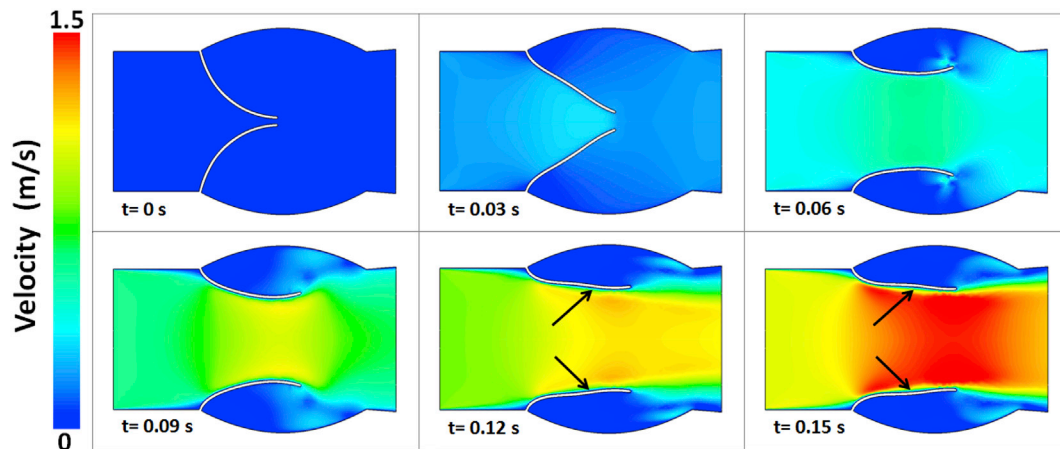 1.5
Velocity (m/s)
0
t= 0 s
t= 0.03 s
t= 0.06 s
t= 0.09 s
t= 0.12 s
t= 0.15 s